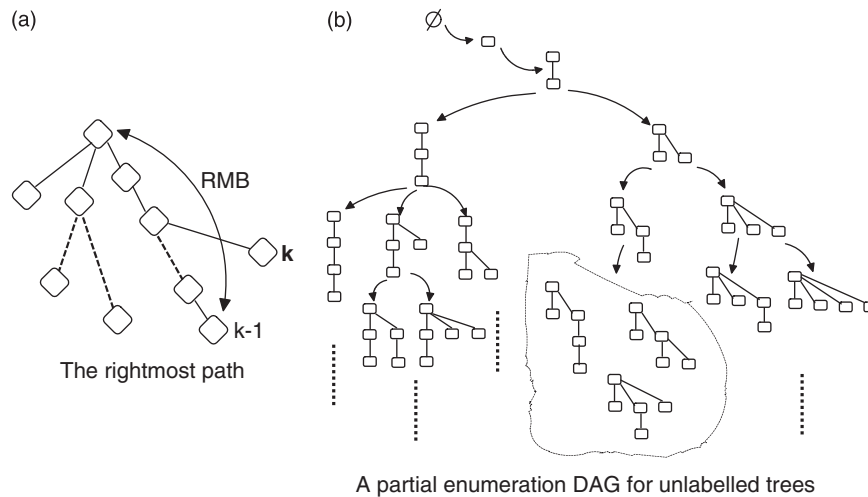 (a)
RMB
k
k-1
The rightmost path
(b)
∅
A partial enumeration DAG for unlabelled trees